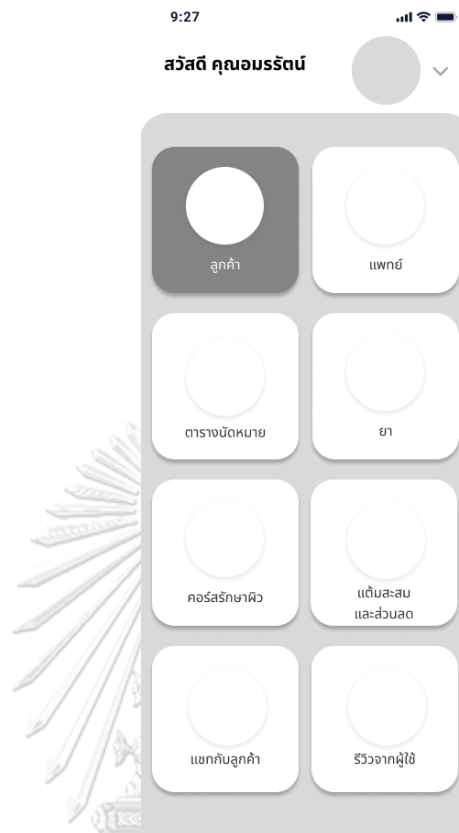 9:27
สวัสดี คุณอมรรัตน์
ลูกค้า
แพทย์
ตารางนัดหมาย
ยา
คอร์สรักษาผิว
แต้มสะสม
และส่วนลด
แชทกับลูกค้า
รีวิวจากผู้ใช้